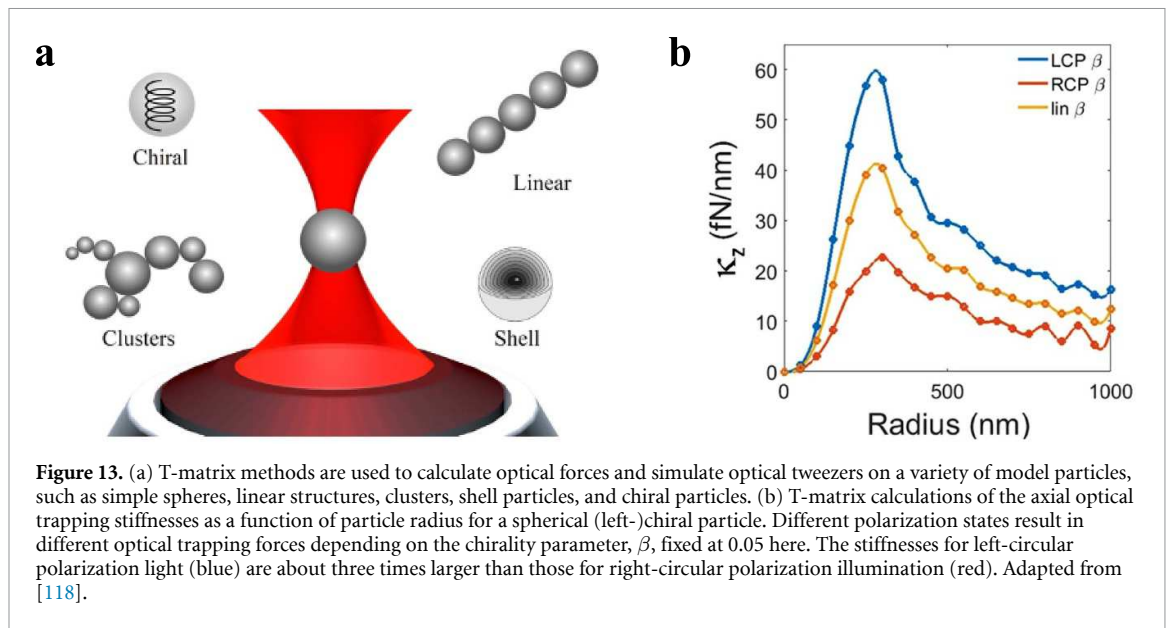 a
Chiral
Linear
Clusters
Shell
b
LCP β
RCP β
lin β
60
50
40
30
20
10
0
κz (fN/nm)
0 500 1000
Radius (nm)
Figure 13. (a) T-matrix methods are used to calculate optical forces and simulate optical tweezers on a variety of model particles,
such as simple spheres, linear structures, clusters, shell particles, and chiral particles. (b) T-matrix calculations of the axial optical
trapping stiffnesses as a function of particle radius for a spherical (left-)chiral particle. Different polarization states result in
different optical trapping forces depending on the chirality parameter, β, fixed at 0.05 here. The stiffnesses for left-circular
polarization light (blue) are about three times larger than those for right-circular polarization illumination (red). Adapted from
[118].